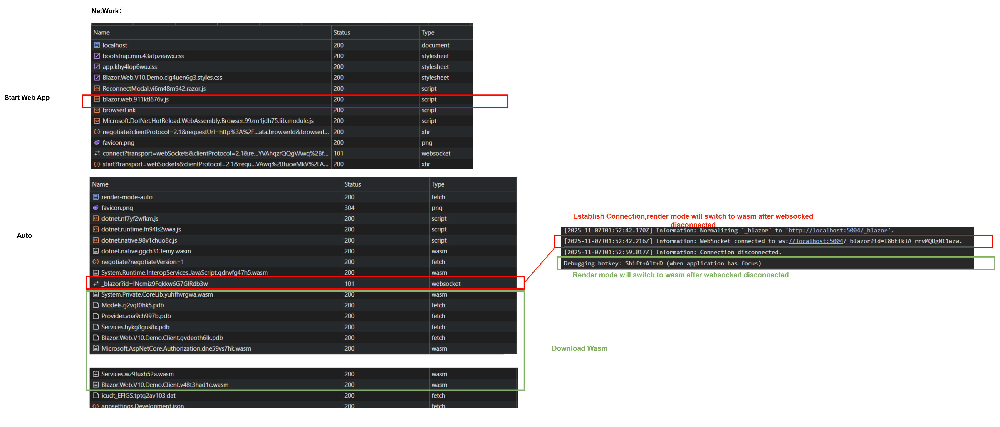 NetWork：
Name Status Type
localhost 200 document
bootstrap.min.43atpzeawx.css 200 stylesheet
app.khy4lop6wu.css 200 stylesheet
Blazor.Web.V10.Demo.clg4uen6g3.styles.css 200 stylesheet
ReconnectModal.vi6m48m942.razor.js 200 script
Start Web App
blazor.web.911ktl676v.js 200 script
browserLink 200 script
Microsoft.DotNet.HotReload.WebAssembly.Browser.99zm1jdh75.lib.module.js 200 script
negotiate?clientProtocol=2.1&requestUrl=http%3A%2F...ata.browserId&browserI... 200 xhr
favicon.png 200 png
connect?transport=webSockets&clientProtocol=2.1&re...YVAhqzrQQgVAwq%2Bf... 101 websocket
start?transport=webSockets&clientProtocol=2.1&requ...VAwq%2BfucwMkV%2FA... 200 xhr
Name Status Type
render-mode-auto 200 fetch
favicon.png 304 png
dotnet.nf7yf2wfkm.js 200 script
dotnet.runtime.fn94ls2wwa.js 200 script
Auto
dotnet.native.98v1chuo8c.js 200 script
dotnet.native.ggch313emy.wasm 200 wasm
negotiate?negotiateVersion=1 200 fetch
System.Runtime.InteropServices.JavaScript.qdrwfg47h5.wasm 200 wasm
_blazor?id=INcmiz9Fqkkw6G7GIRdb3w 101 websocket
System.Private.CoreLib.yuhfhvrgwa.wasm 200 wasm
Models.rj2vqf0hk5.pdb 200 fetch
Provider.voa9ch997b.pdb 200 fetch
Services.hykg8gus8x.pdb 200 fetch
Blazor.Web.V10.Demo.Client.gvdeoth6lk.pdb 200 fetch
Microsoft.AspNetCore.Authorization.dne59vs7hk.wasm 200 wasm
Services.wz9fuxh52a.wasm 200 wasm
Blazor.Web.V10.Demo.Client.v48t3had1c.wasm 200 wasm
icudt_EFIGS.tptq2av103.dat 200 fetch
appsettings.Development.json 200 fetch
Establish Connection,render mode will switch to wasm after websocked
disconnected
[2025-11-07T01:52:42.170Z] Information: Normalizing '_blazor' to 'http://localhost:5004/_blazor'.
[2025-11-07T01:52:42.216Z] Information: WebSocket connected to ws://localhost:5004/_blazor?id=I8bEikIA_rrvMQDgN11wzw.
[2025-11-07T01:52:59.017Z] Information: Connection disconnected.
Debugging hotkey: Shift+Alt+D (when application has focus)
Render mode will switch to wasm after websocked disconnected
Download Wasm